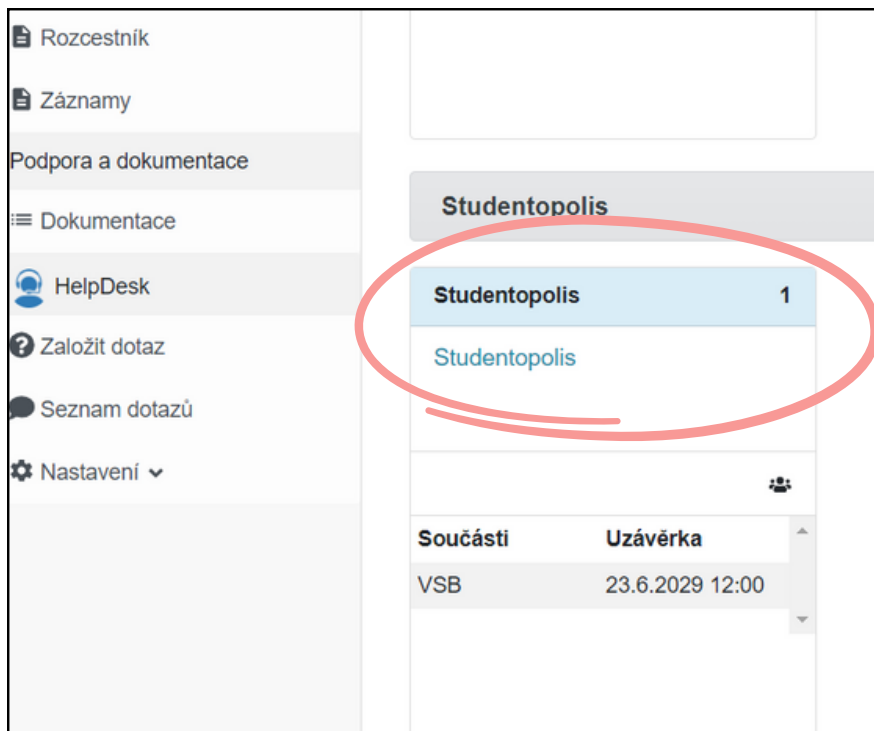 Rozcestník
Záznamy
Podpora a dokumentace
Dokumentace
HelpDesk
Založit dotaz
Seznam dotazů
Nastavení
Studentopolis
Studentopolis 1
Studentopolis
Součásti Uzávěrka
VSB 23.6.2029 12:00